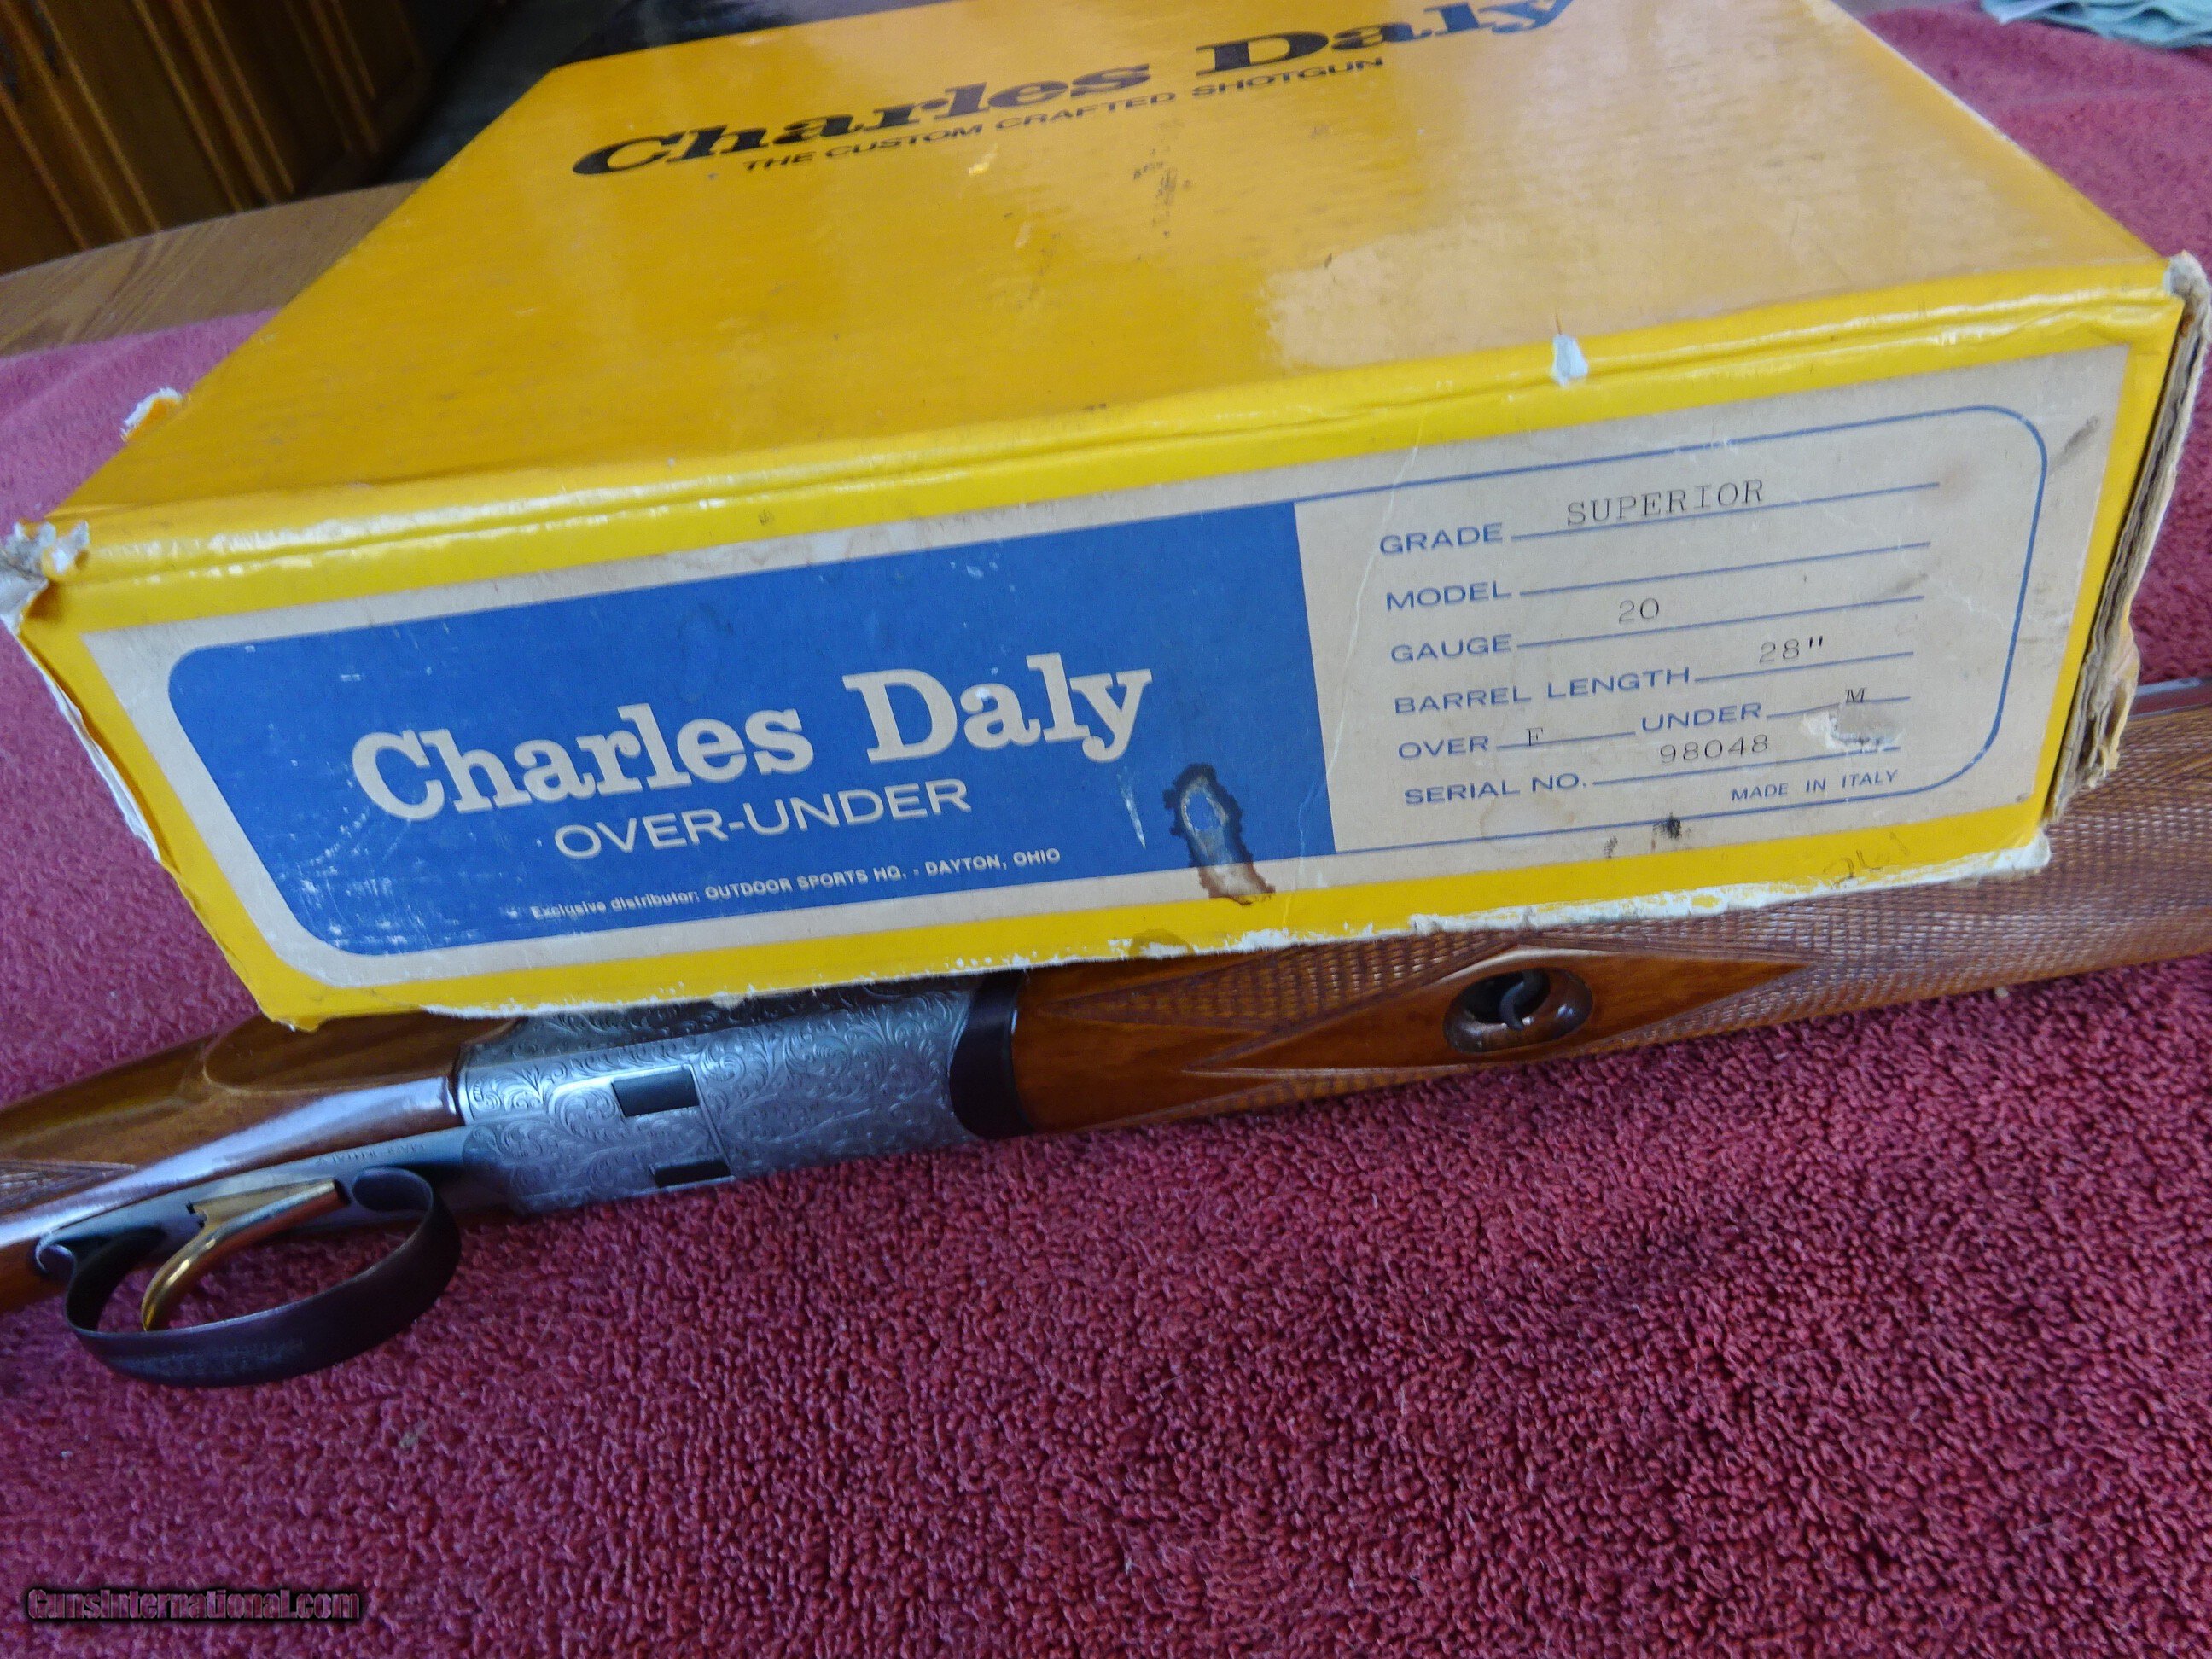 Charles Daly
THE CUSTOM CRAFTED SHOTGUN
Charles Daly
OVER-UNDER
Exclusive distributor: OUTDOOR SPORTS HQ. - DAYTON, OHIO
GRADE SUPERIOR
MODEL
GAUGE 20
BARREL LENGTH 28"
OVER F UNDER M
SERIAL NO. 98048
MADE IN ITALY
GunsInternational.com